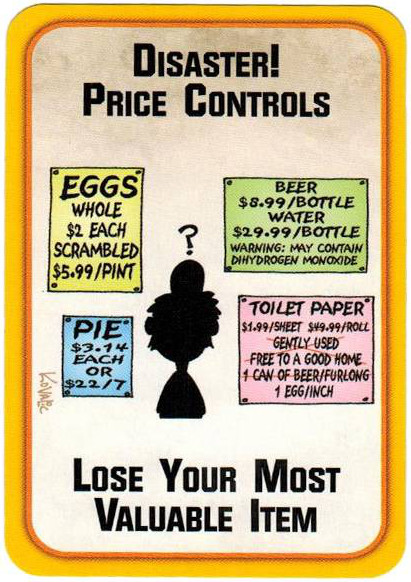 DISASTER!
PRICE CONTROLS
EGGS
WHOLE
$2 EACH
SCRAMBLED
$5.99/PINT
BEER
$8.99/BOTTLE
WATER
$29.99/BOTTLE
WARNING: MAY CONTAIN
DIHYDROGEN MONOXIDE
?
PIE
$3.14
EACH
OR
$22/7
TOILET PAPER
$1.99/SHEET $49.99/ROLL
GENTLY USED
FREE TO A GOOD HOME
1 CAN OF BEER/FURLONG
1 EGG/INCH
KOVALIC
LOSE YOUR MOST
VALUABLE ITEM